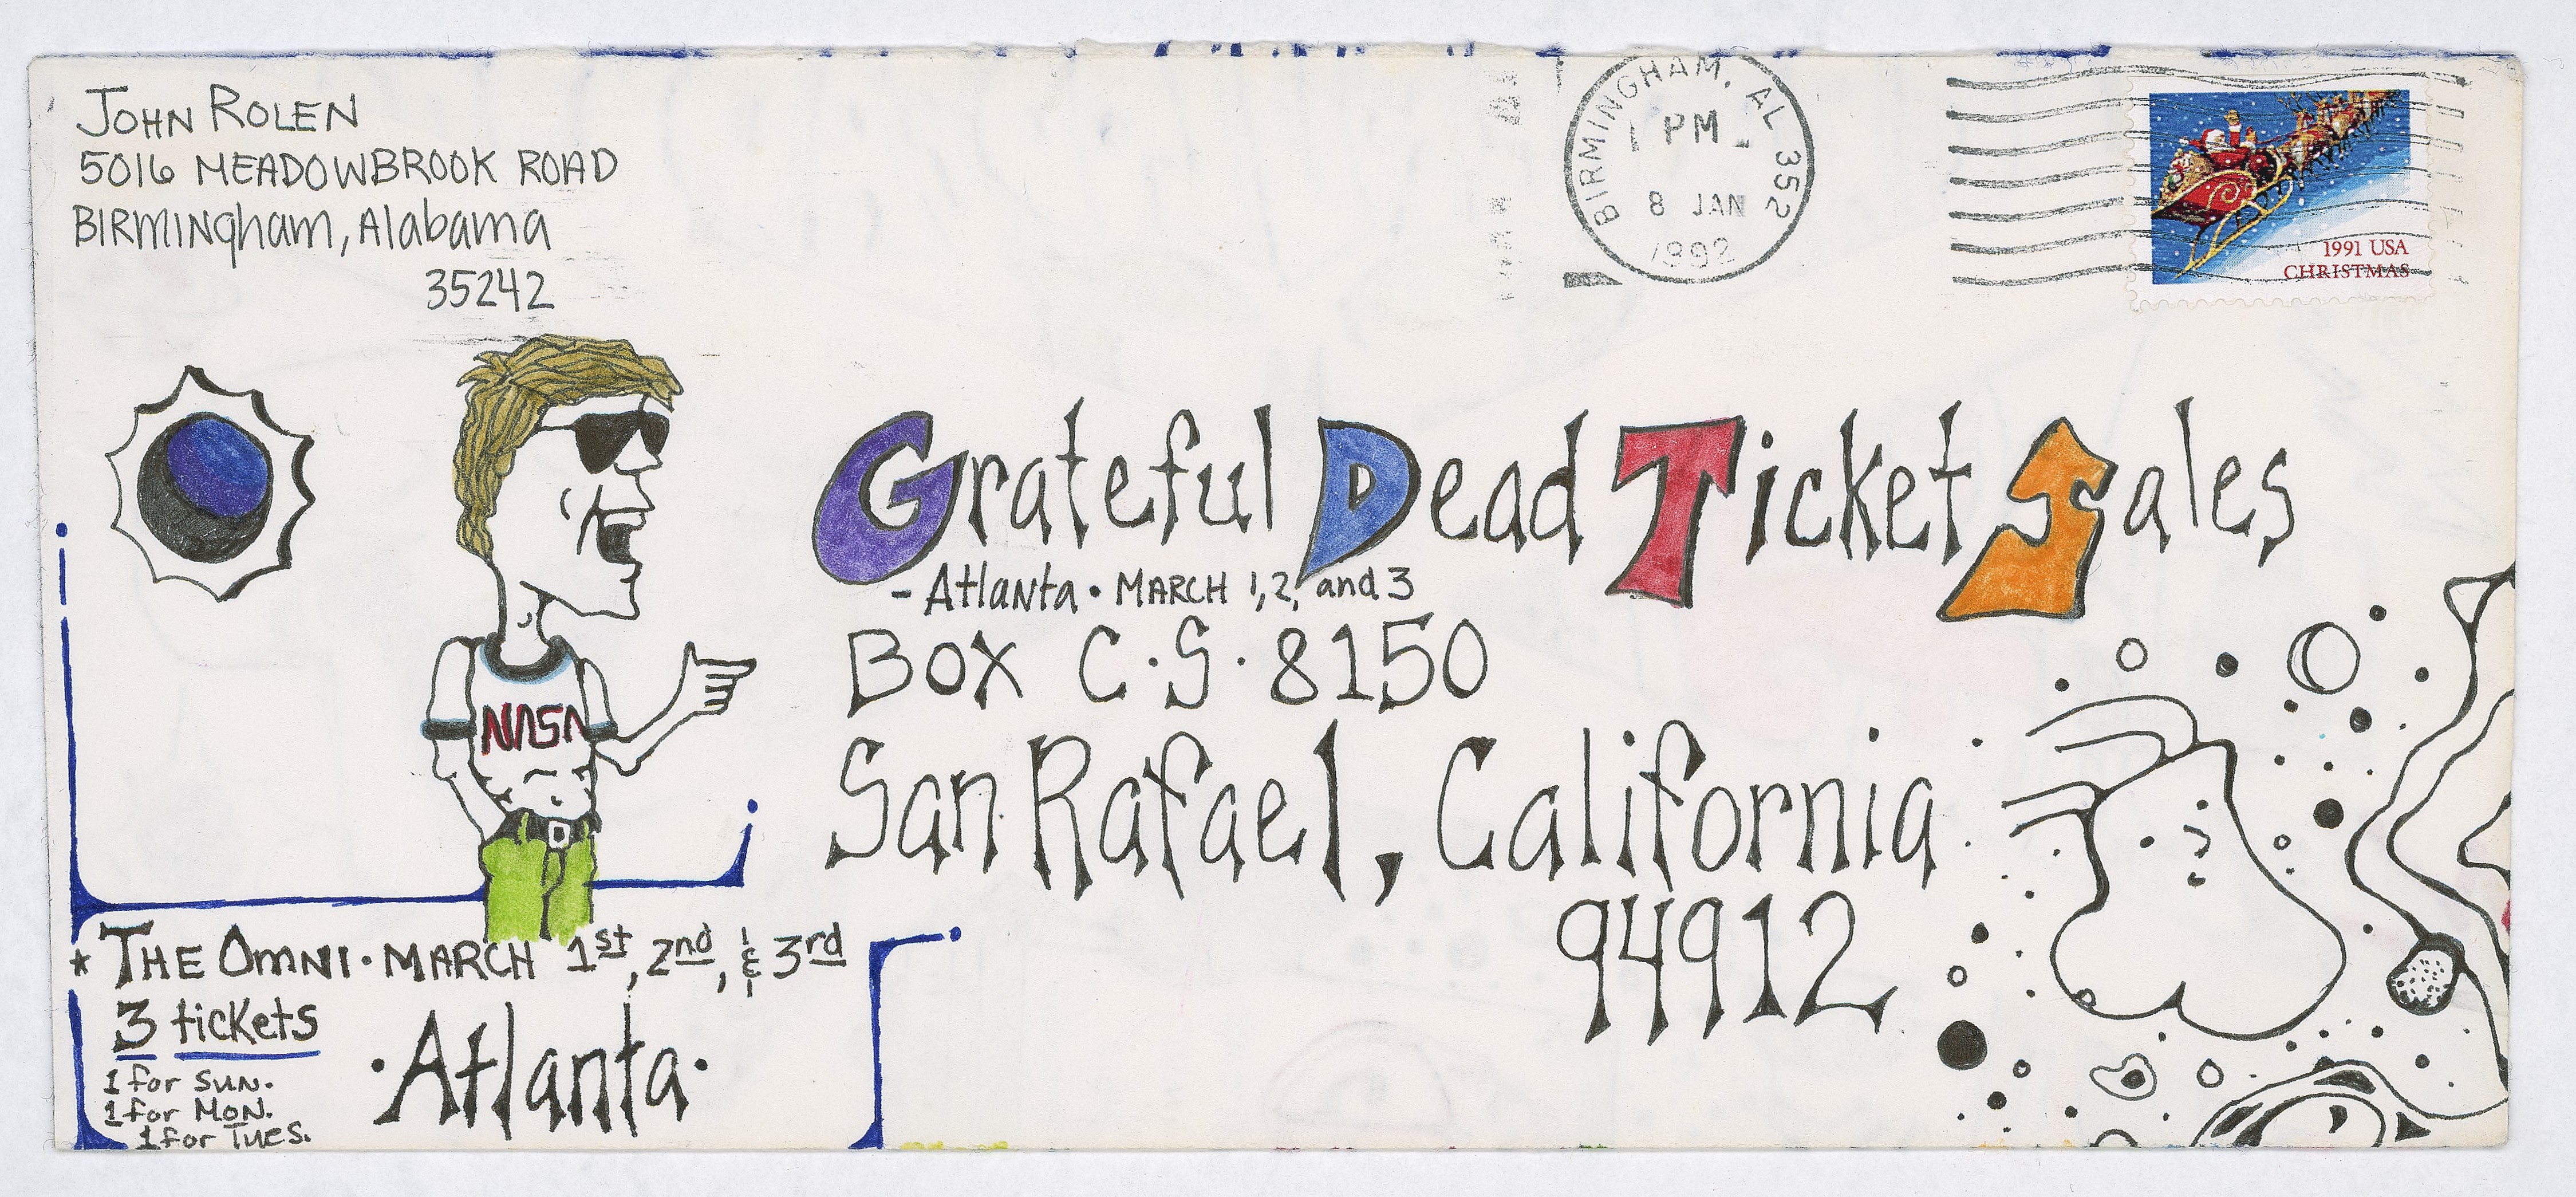 JOHN ROLEN
5016 MEADOWBROOK ROAD
BIRMINGham, Alabama
35242
BIRMINGHAM, AL 352
PM
8 JAN
1992
1991 USA
CHRISTMAS
Grateful Dead Ticket Sales
- Atlanta • MARCH 1, 2, and 3
BOX C.S. 8150
San Rafael, California
94912
NASA
* THE OMNI • MARCH 1st, 2nd, & 3rd
3 tickets
1 for SUN.
1 for MON.
1 for TUES.
• Atlanta •